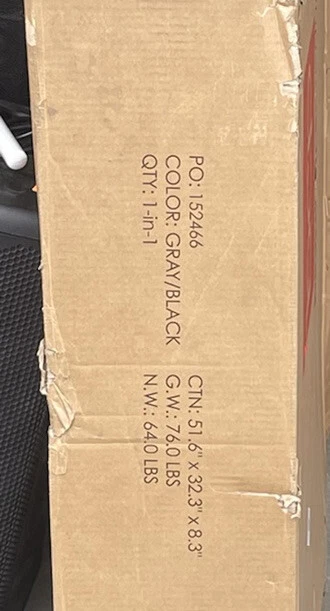 PO: 152466
COLOR: GRAY/BLACK
QTY: 1-in-1
CTN: 51.6" x 32.3" x 8.3"
G.W.: 76.0 LBS
N.W.: 64.0 LBS